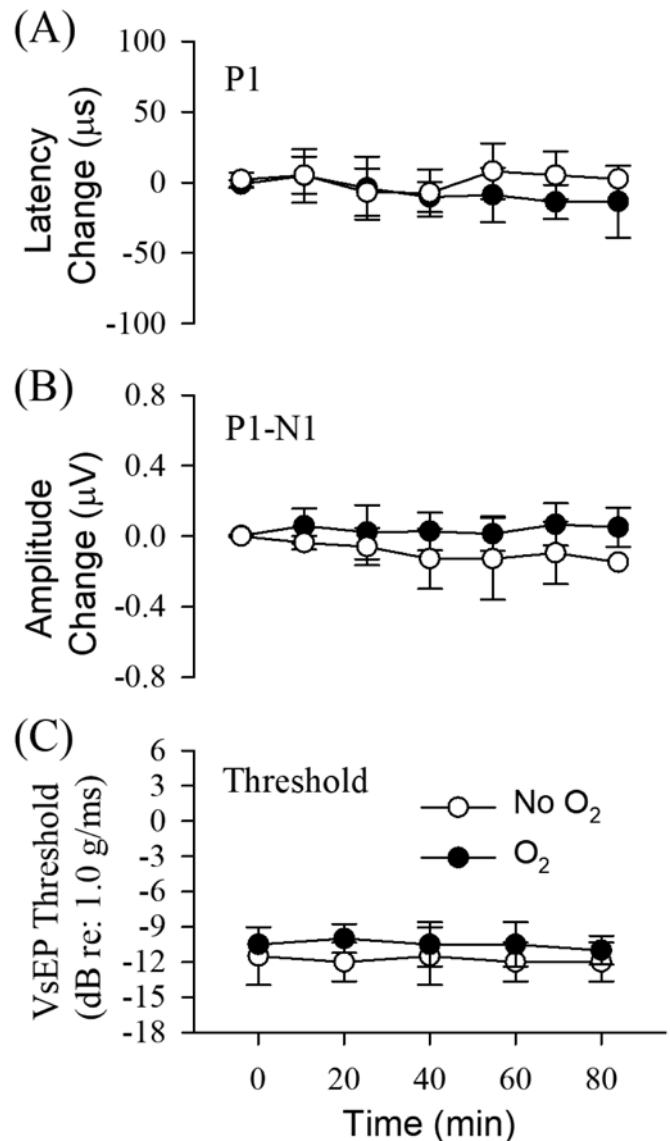 (A)
100
50
0
-50
-100
Latency
Change (μs)
P1
(B)
0.8
0.4
0.0
-0.4
-0.8
Amplitude
Change (μV)
P1-N1
(C)
6
3
0
-3
-6
-9
-12
-15
-18
VsEP Threshold
(dB re: 1.0 g/ms)
Threshold
No O₂
O₂
0 20 40 60 80
Time (min)